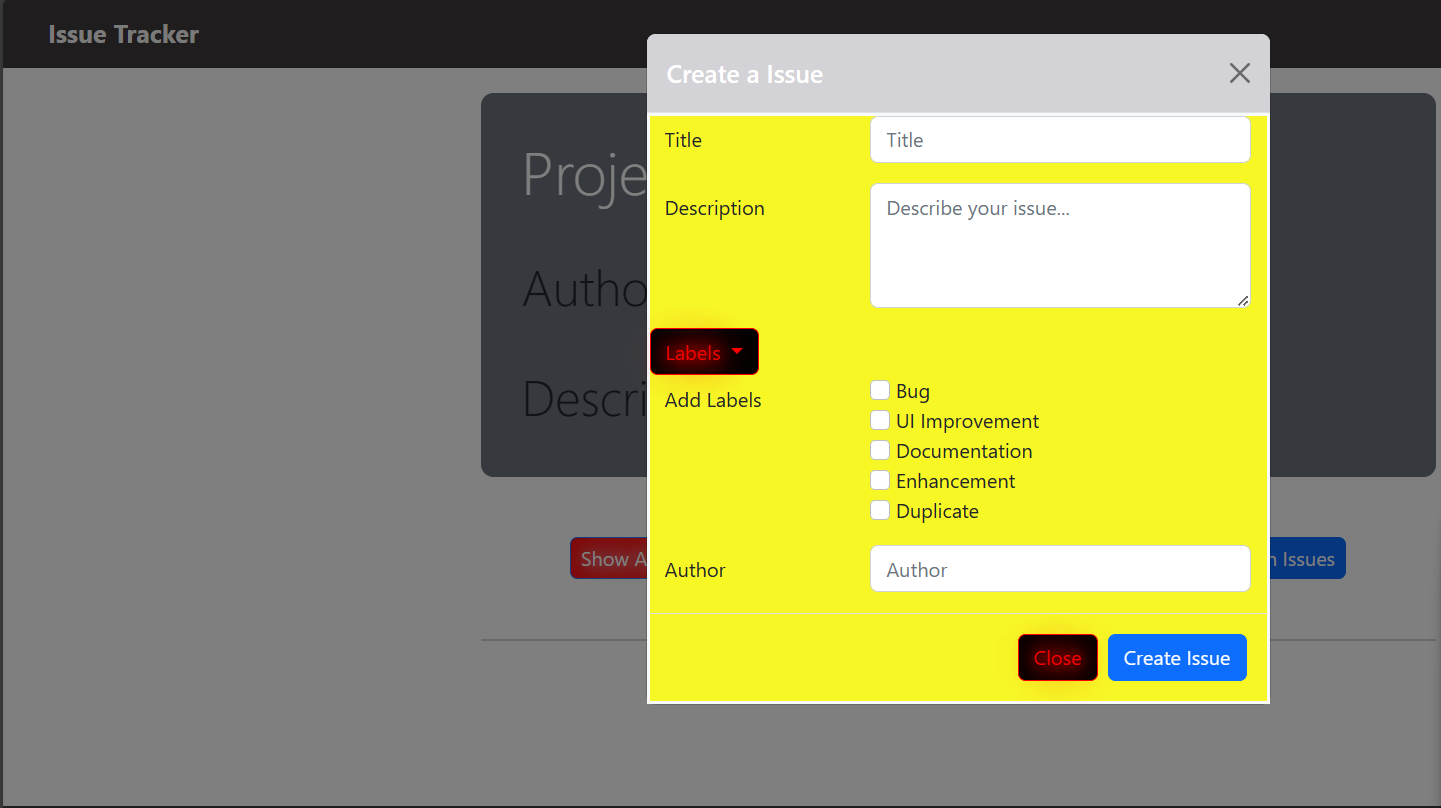 Issue Tracker
Create a Issue
Title Title
Description Describe your issue...
Labels
Add Labels
Bug
UI Improvement
Documentation
Enhancement
Duplicate
Author Author
Close Create Issue
Proje
Autho
Descri
Show A
Issues